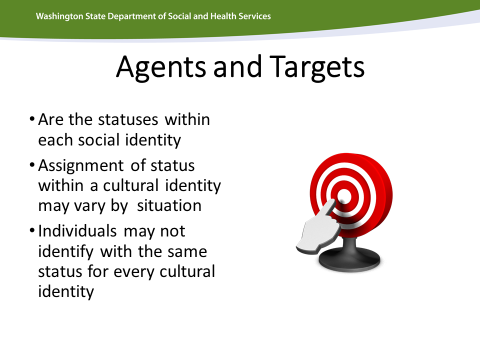 Washington State Department of Social and Health Services
Agents and Targets
• Are the statuses within
each social identity
• Assignment of status
within a cultural identity
may vary by situation
• Individuals may not
identify with the same
status for every cultural
identity